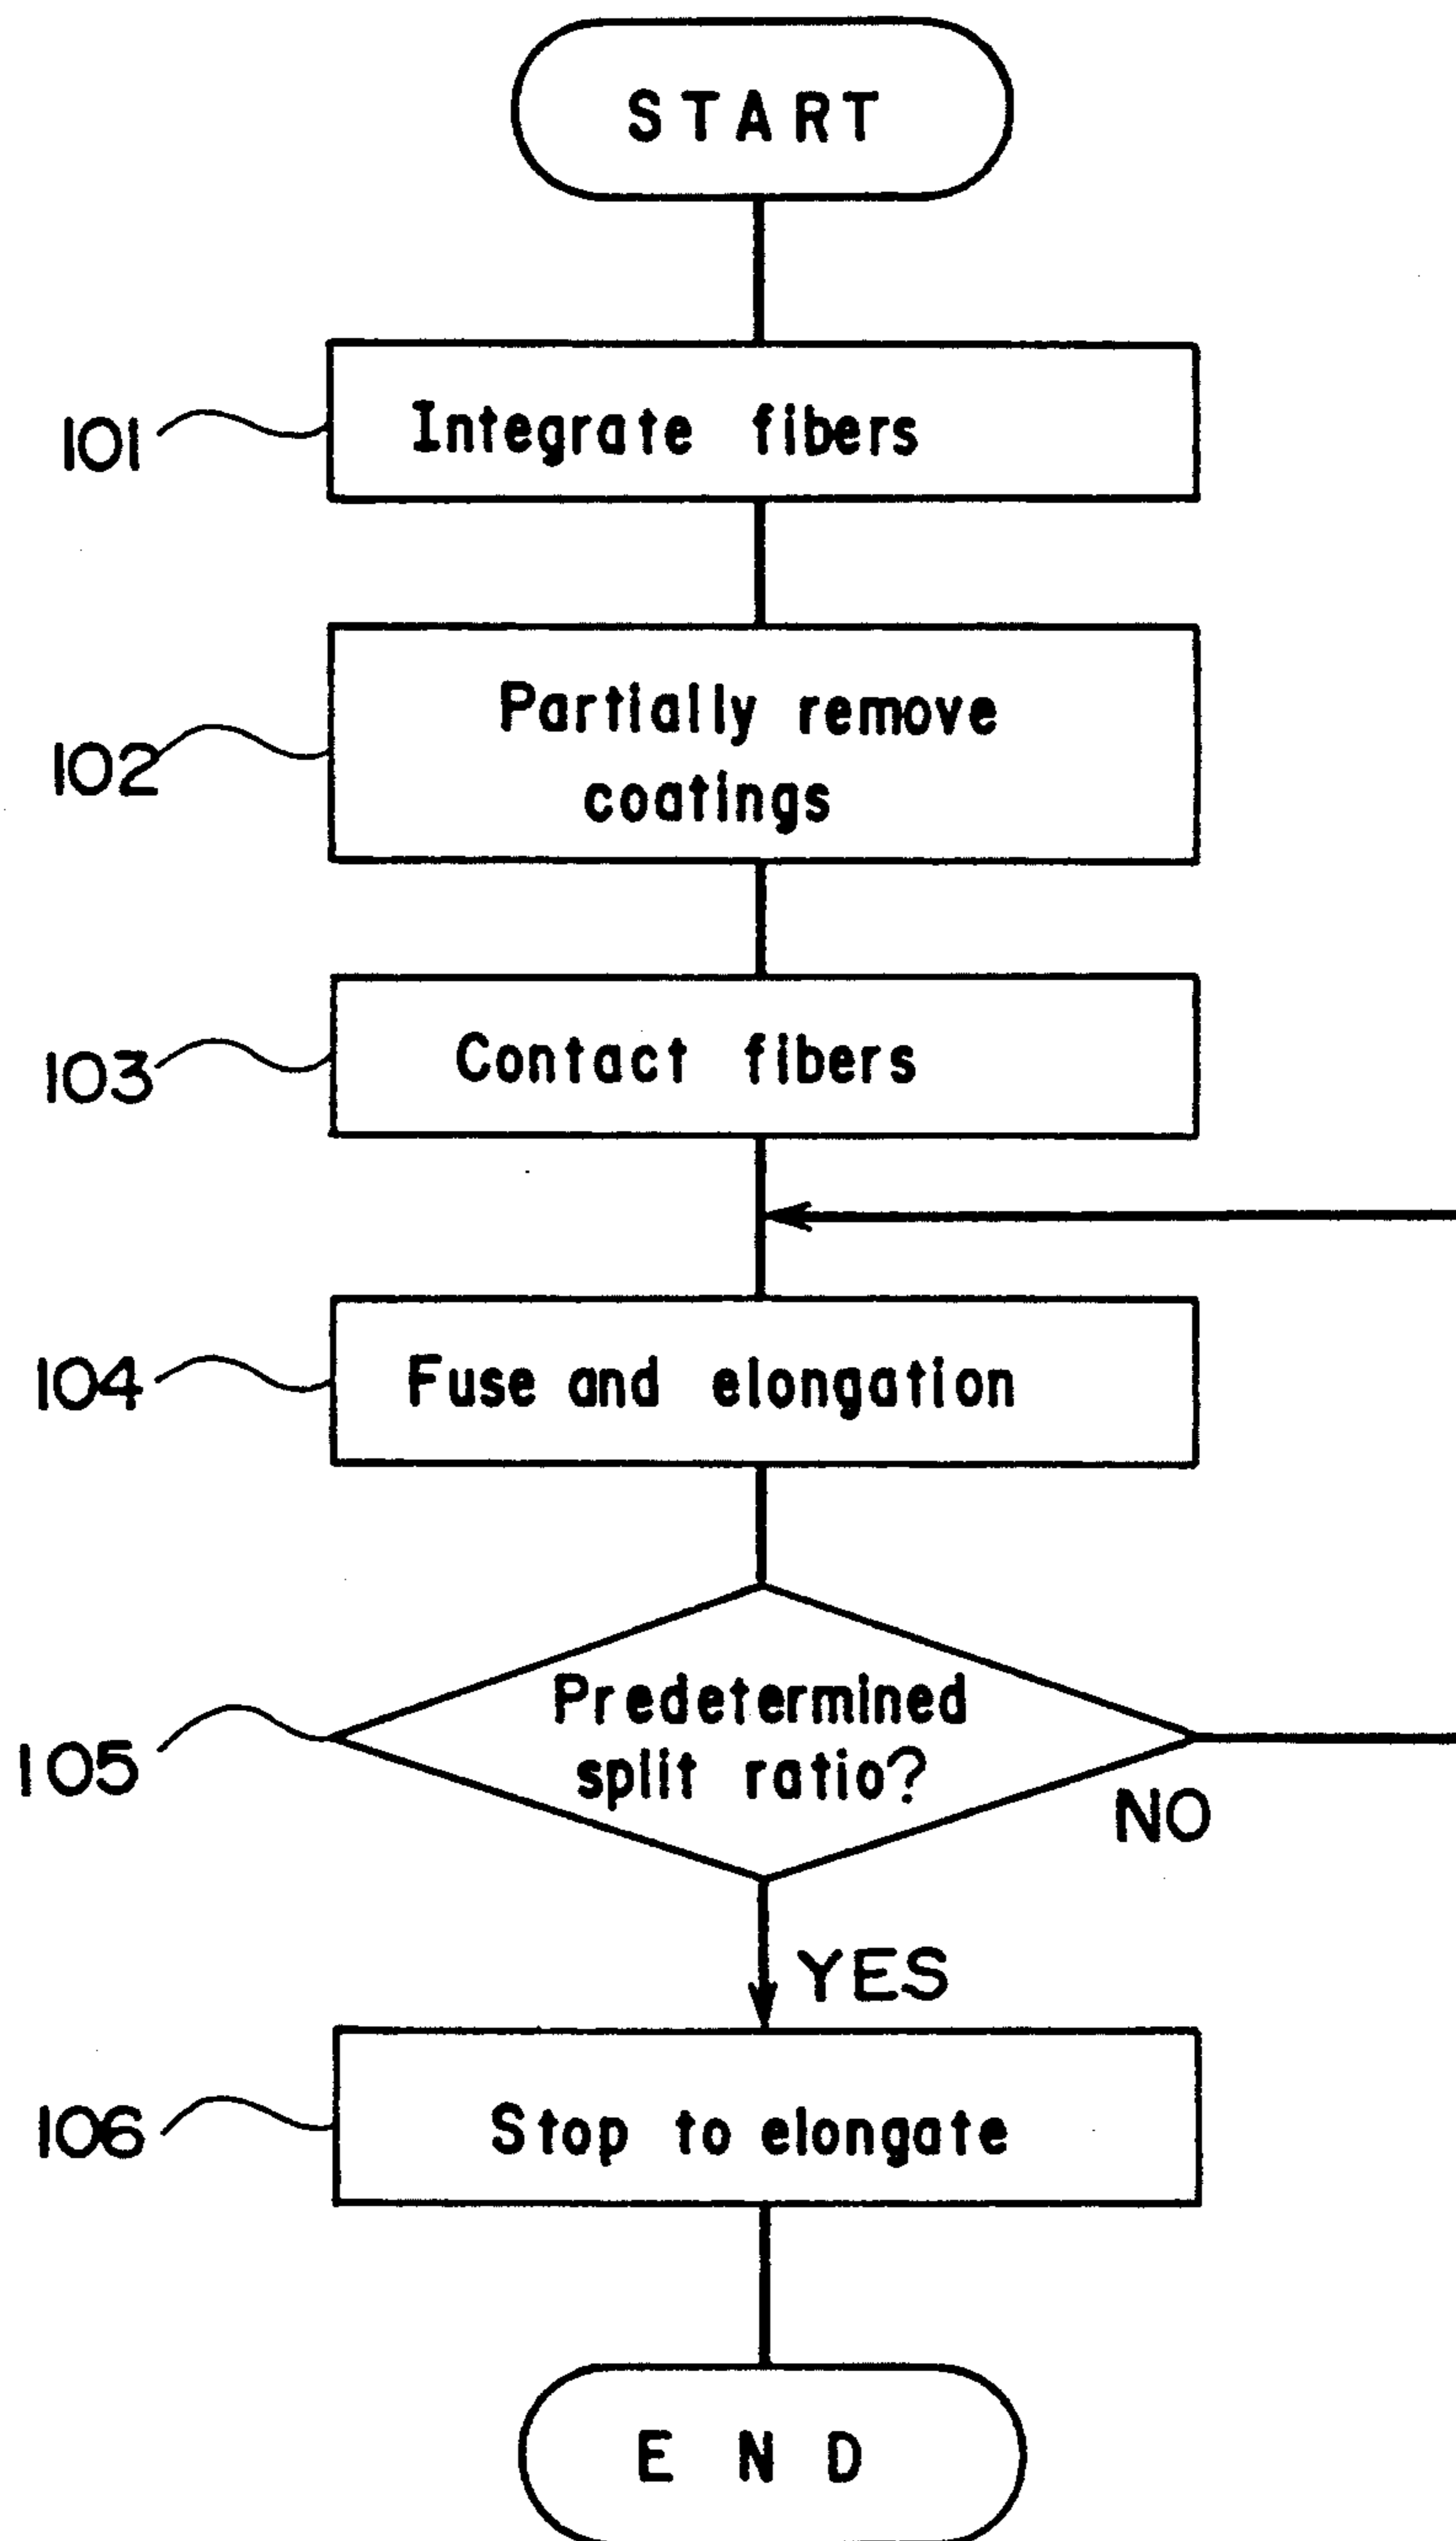 START
101
Integrate fibers
102
Partially remove
coatings
103
Contact fibers
104
Fuse and elongation
105
Predetermined
split ratio?
NO
YES
106
Stop to elongate
END